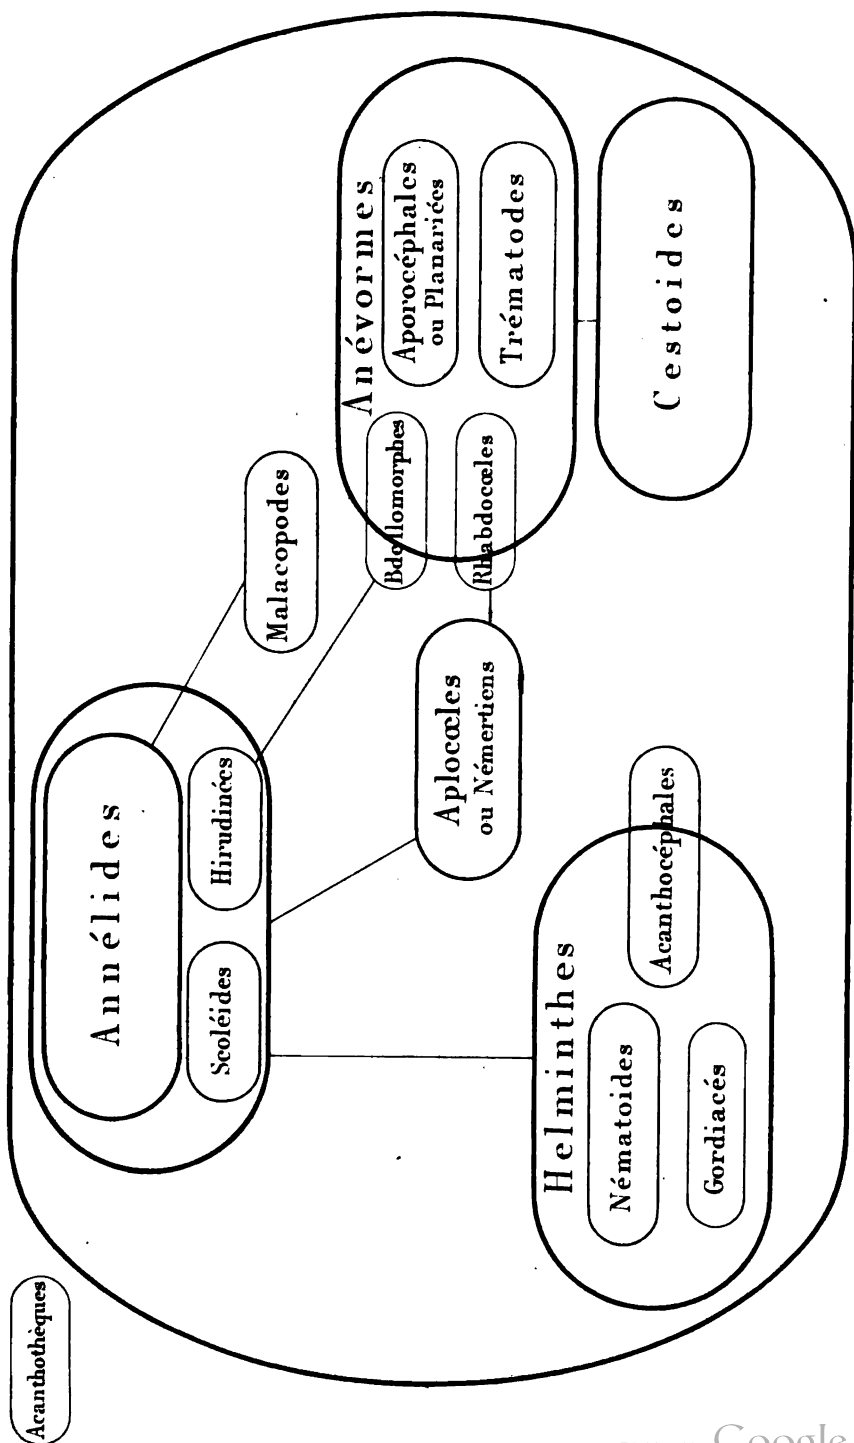 Acanthothèques
Annélides
Scoléides
Hirudinées
Malacopodes
Aplocœles
ou Némertiens
Anévormes
Bdellomorphes
Rhabdocœles
Aporocéphales
ou Planariées
Trématodes
Cestoides
Helminthes
Nématoides
Gordiacés
Acanthocéphales
Google